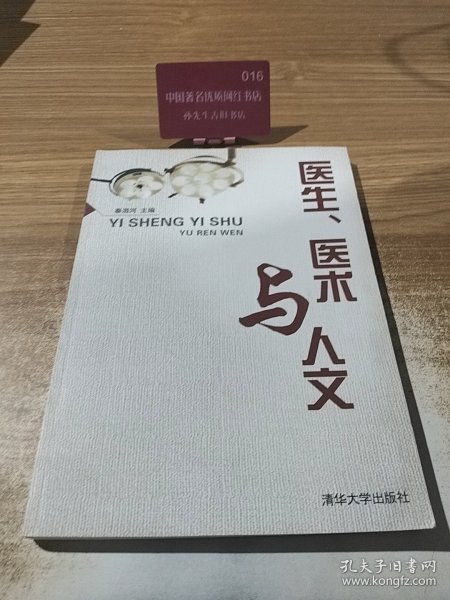 016
中国著名优质网红书店
孙先生古旧书店
秦泗河 主编
YI SHENG YI SHU
YU REN WEN
医生、医术
与人文
清华大学出版社
孔夫子旧书网
www.kongfz.com